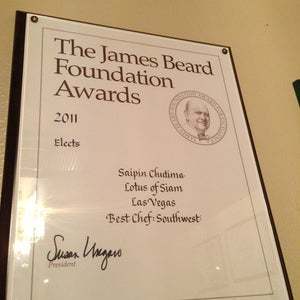 The James Beard
Foundation
Awards
2011
Elects
Saipin Chutima
Lotus of Siam
Las Vegas
Best Chef: Southwest
Susan Ungaro
President